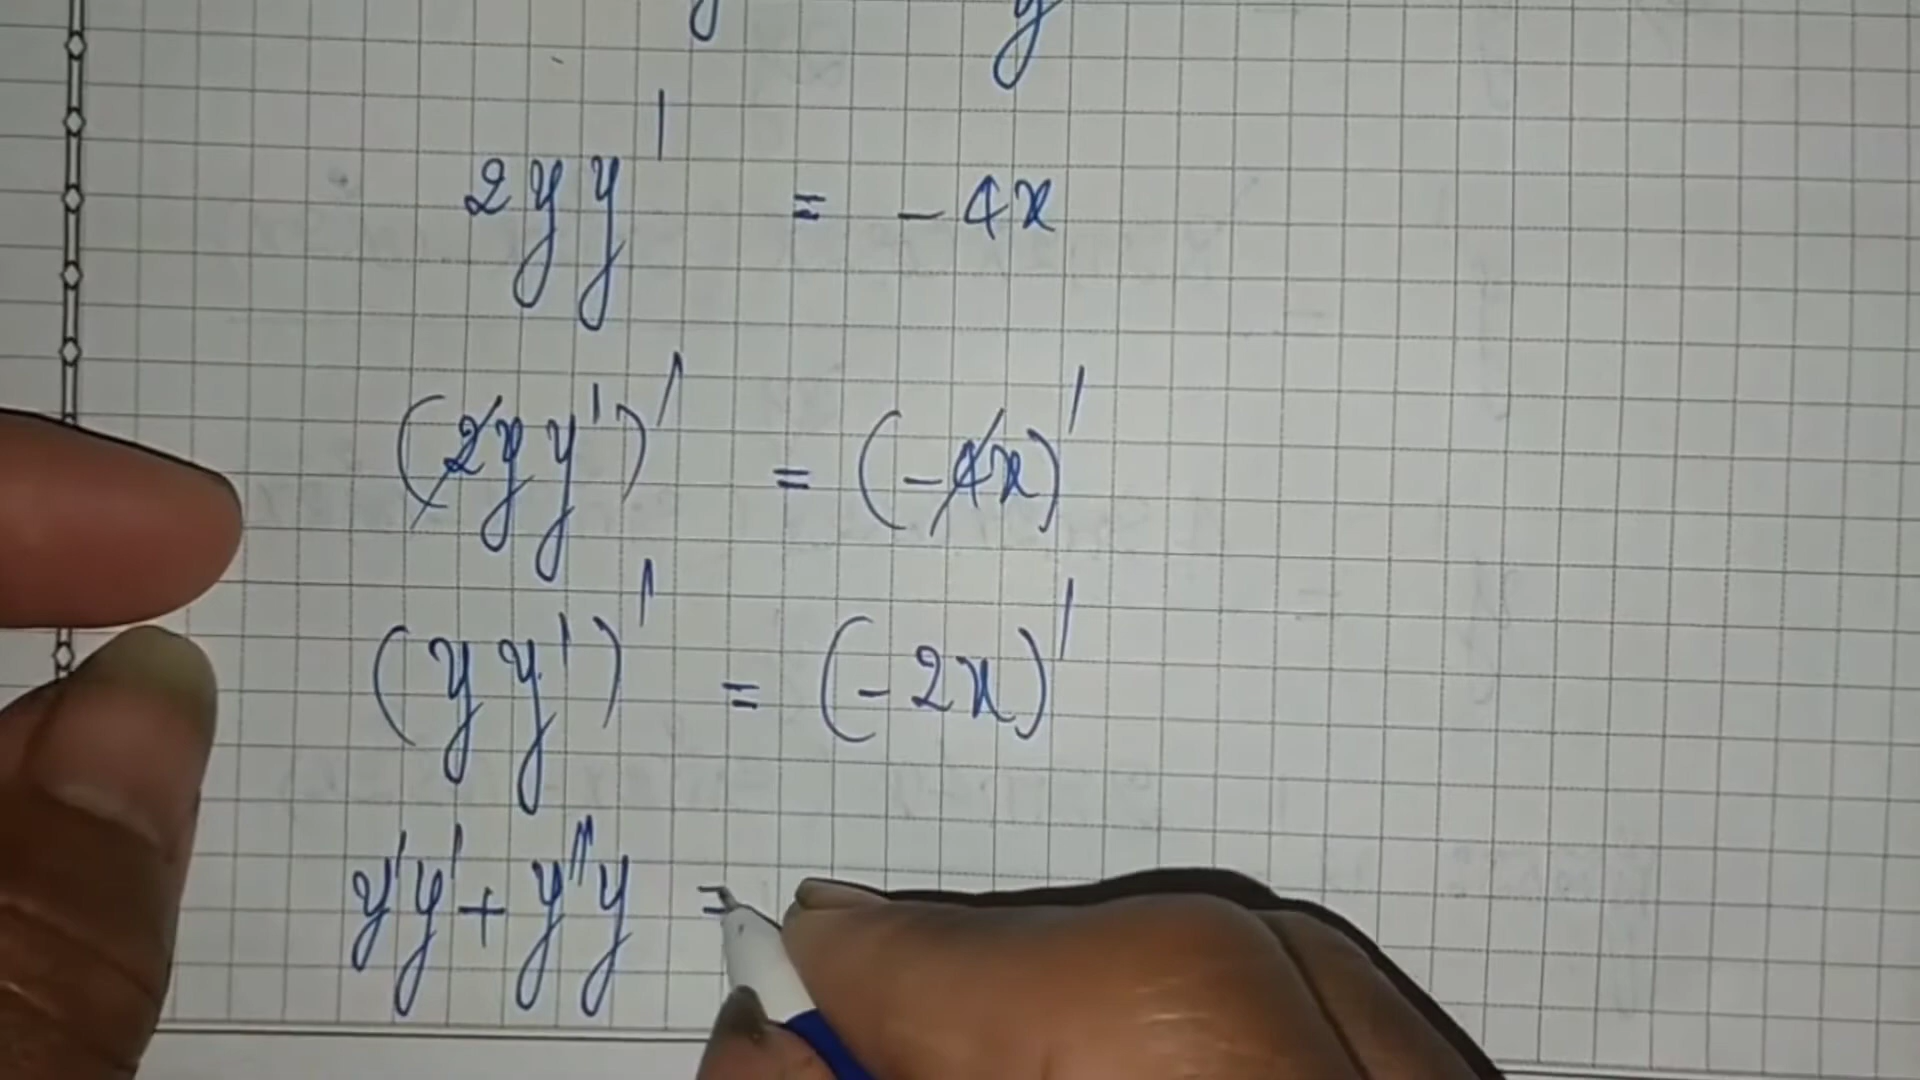 y y
2yy' = -4x
(2yy')' = (-4x)'
(yy')' = (-2x)'
y'y' + y''y =